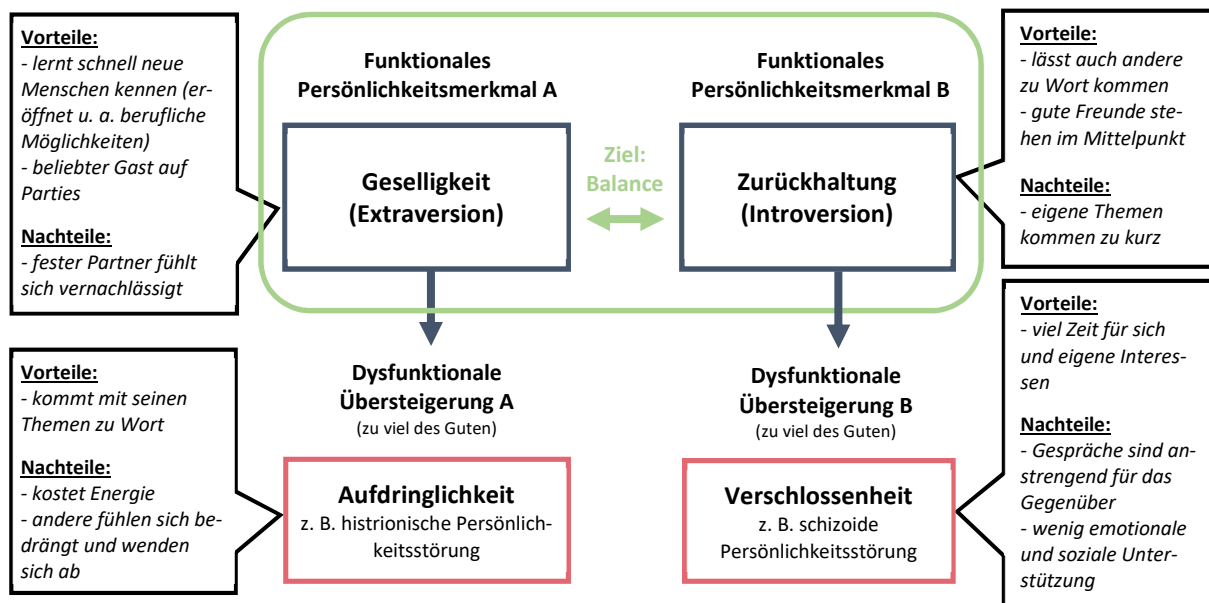 Vorteile:
- lernt schnell neue
Menschen kennen (er-
öffnet u. a. berufliche
Möglichkeiten)
- beliebter Gast auf
Parties
Nachteile:
- fester Partner fühlt
sich vernachlässigt
Funktionales
Persönlichkeitsmerkmal A
Geselligkeit
(Extraversion)
Ziel:
Balance
Funktionales
Persönlichkeitsmerkmal B
Zurückhaltung
(Introversion)
Vorteile:
- lässt auch andere
zu Wort kommen
- gute Freunde ste-
hen im Mittelpunkt
Nachteile:
- eigene Themen
kommen zu kurz
Vorteile:
- kommt mit seinen
Themen zu Wort
Nachteile:
- kostet Energie
- andere fühlen sich be-
drängt und wenden
sich ab
Dysfunktionale
Übersteigerung A
(zu viel des Guten)
Aufdringlichkeit
z. B. histrionische Persönlich-
keitsstörung
Dysfunktionale
Übersteigerung B
(zu viel des Guten)
Verschlossenheit
z. B. schizoide
Persönlichkeitsstörung
Vorteile:
- viel Zeit für sich
und eigene Interes-
sen
Nachteile:
- Gespräche sind an-
strengend für das
Gegenüber
- wenig emotionale
und soziale Unter-
stützung